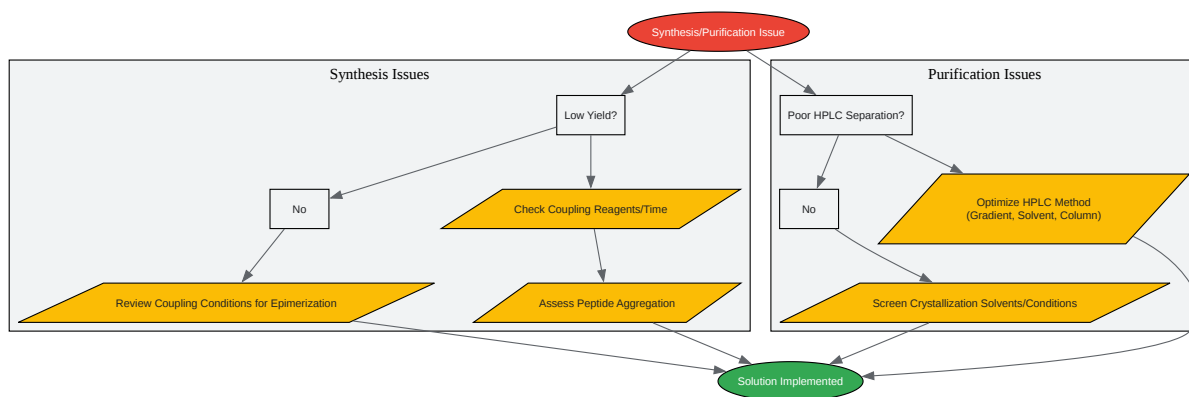 Synthesis/Purification Issue
Synthesis Issues
Purification Issues
Low Yield?
Poor HPLC Separation?
No
Check Coupling Reagents/Time
No
Optimize HPLC Method
(Gradient, Solvent, Column)
Review Coupling Conditions for Epimerization
Assess Peptide Aggregation
Screen Crystallization Solvents/Conditions
Solution Implemented